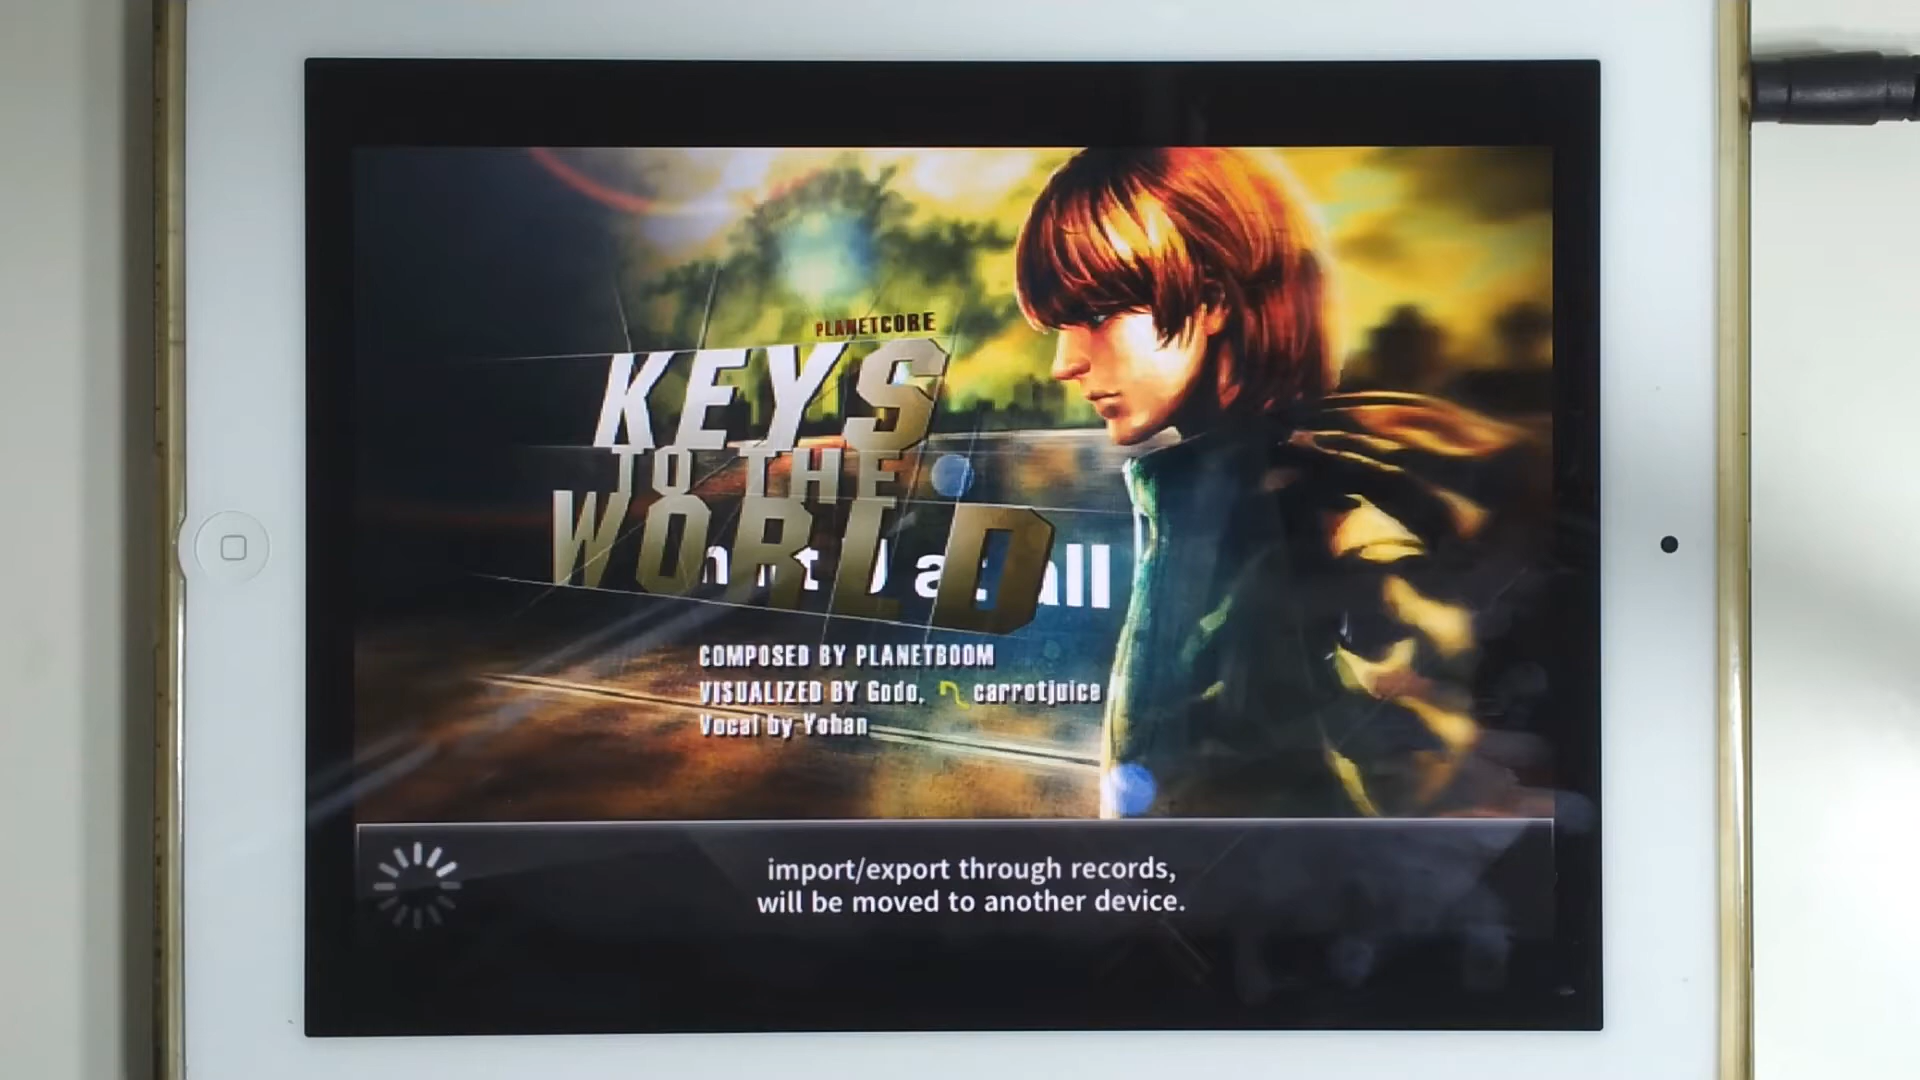 PLANETCORE
KEYS
TO THE
WORLD
all
COMPOSED BY PLANETBOOM
VISUALIZED BY Godo, carrotjuice
Vocal by Yohan
import/export through records,
will be moved to another device.